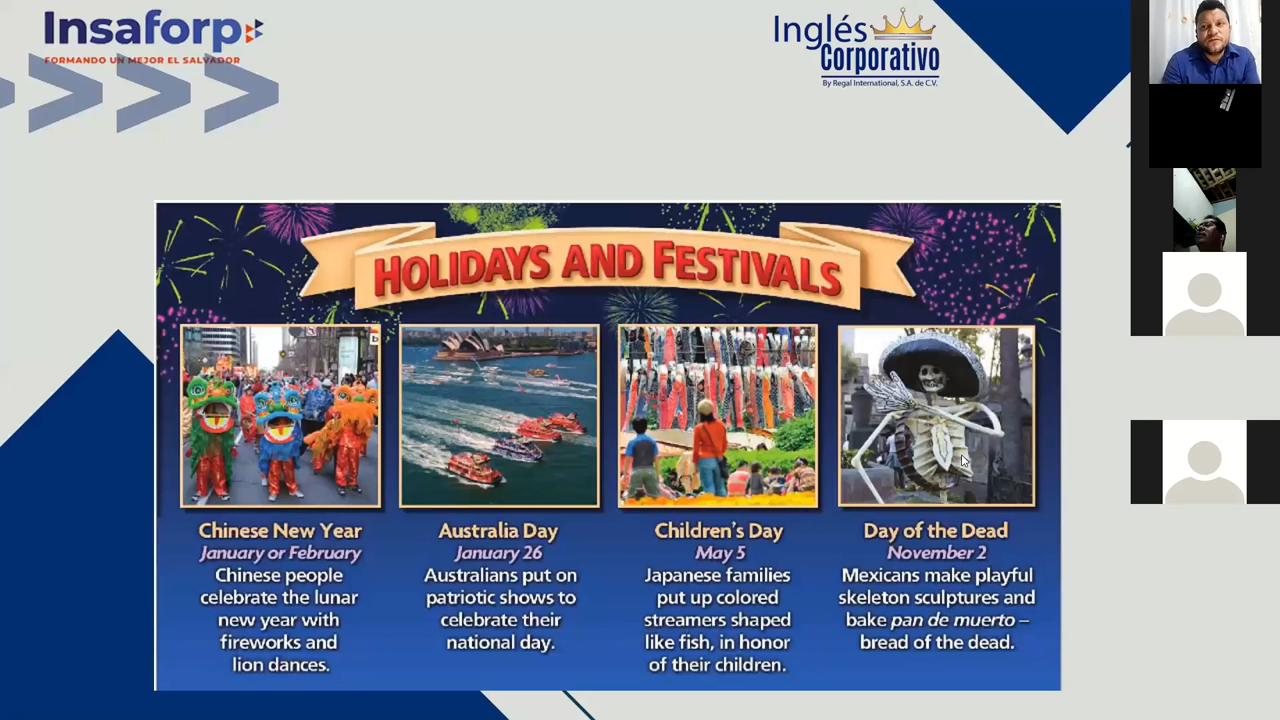 Insaforp
FORMANDO UN MEJOR EL SALVADOR
Inglés
Corporativo
By Regal International, S.A. de C.V.
HOLIDAYS AND FESTIVALS
Chinese New Year
January or February
Chinese people
celebrate the lunar
new year with
fireworks and
lion dances.
Australia Day
January 26
Australians put on
patriotic shows to
celebrate their
national day.
Children's Day
May 5
Japanese families
put up colored
streamers shaped
like fish, in honor
of their children.
Day of the Dead
November 2
Mexicans make playful
skeleton sculptures and
bake pan de muerto –
bread of the dead.